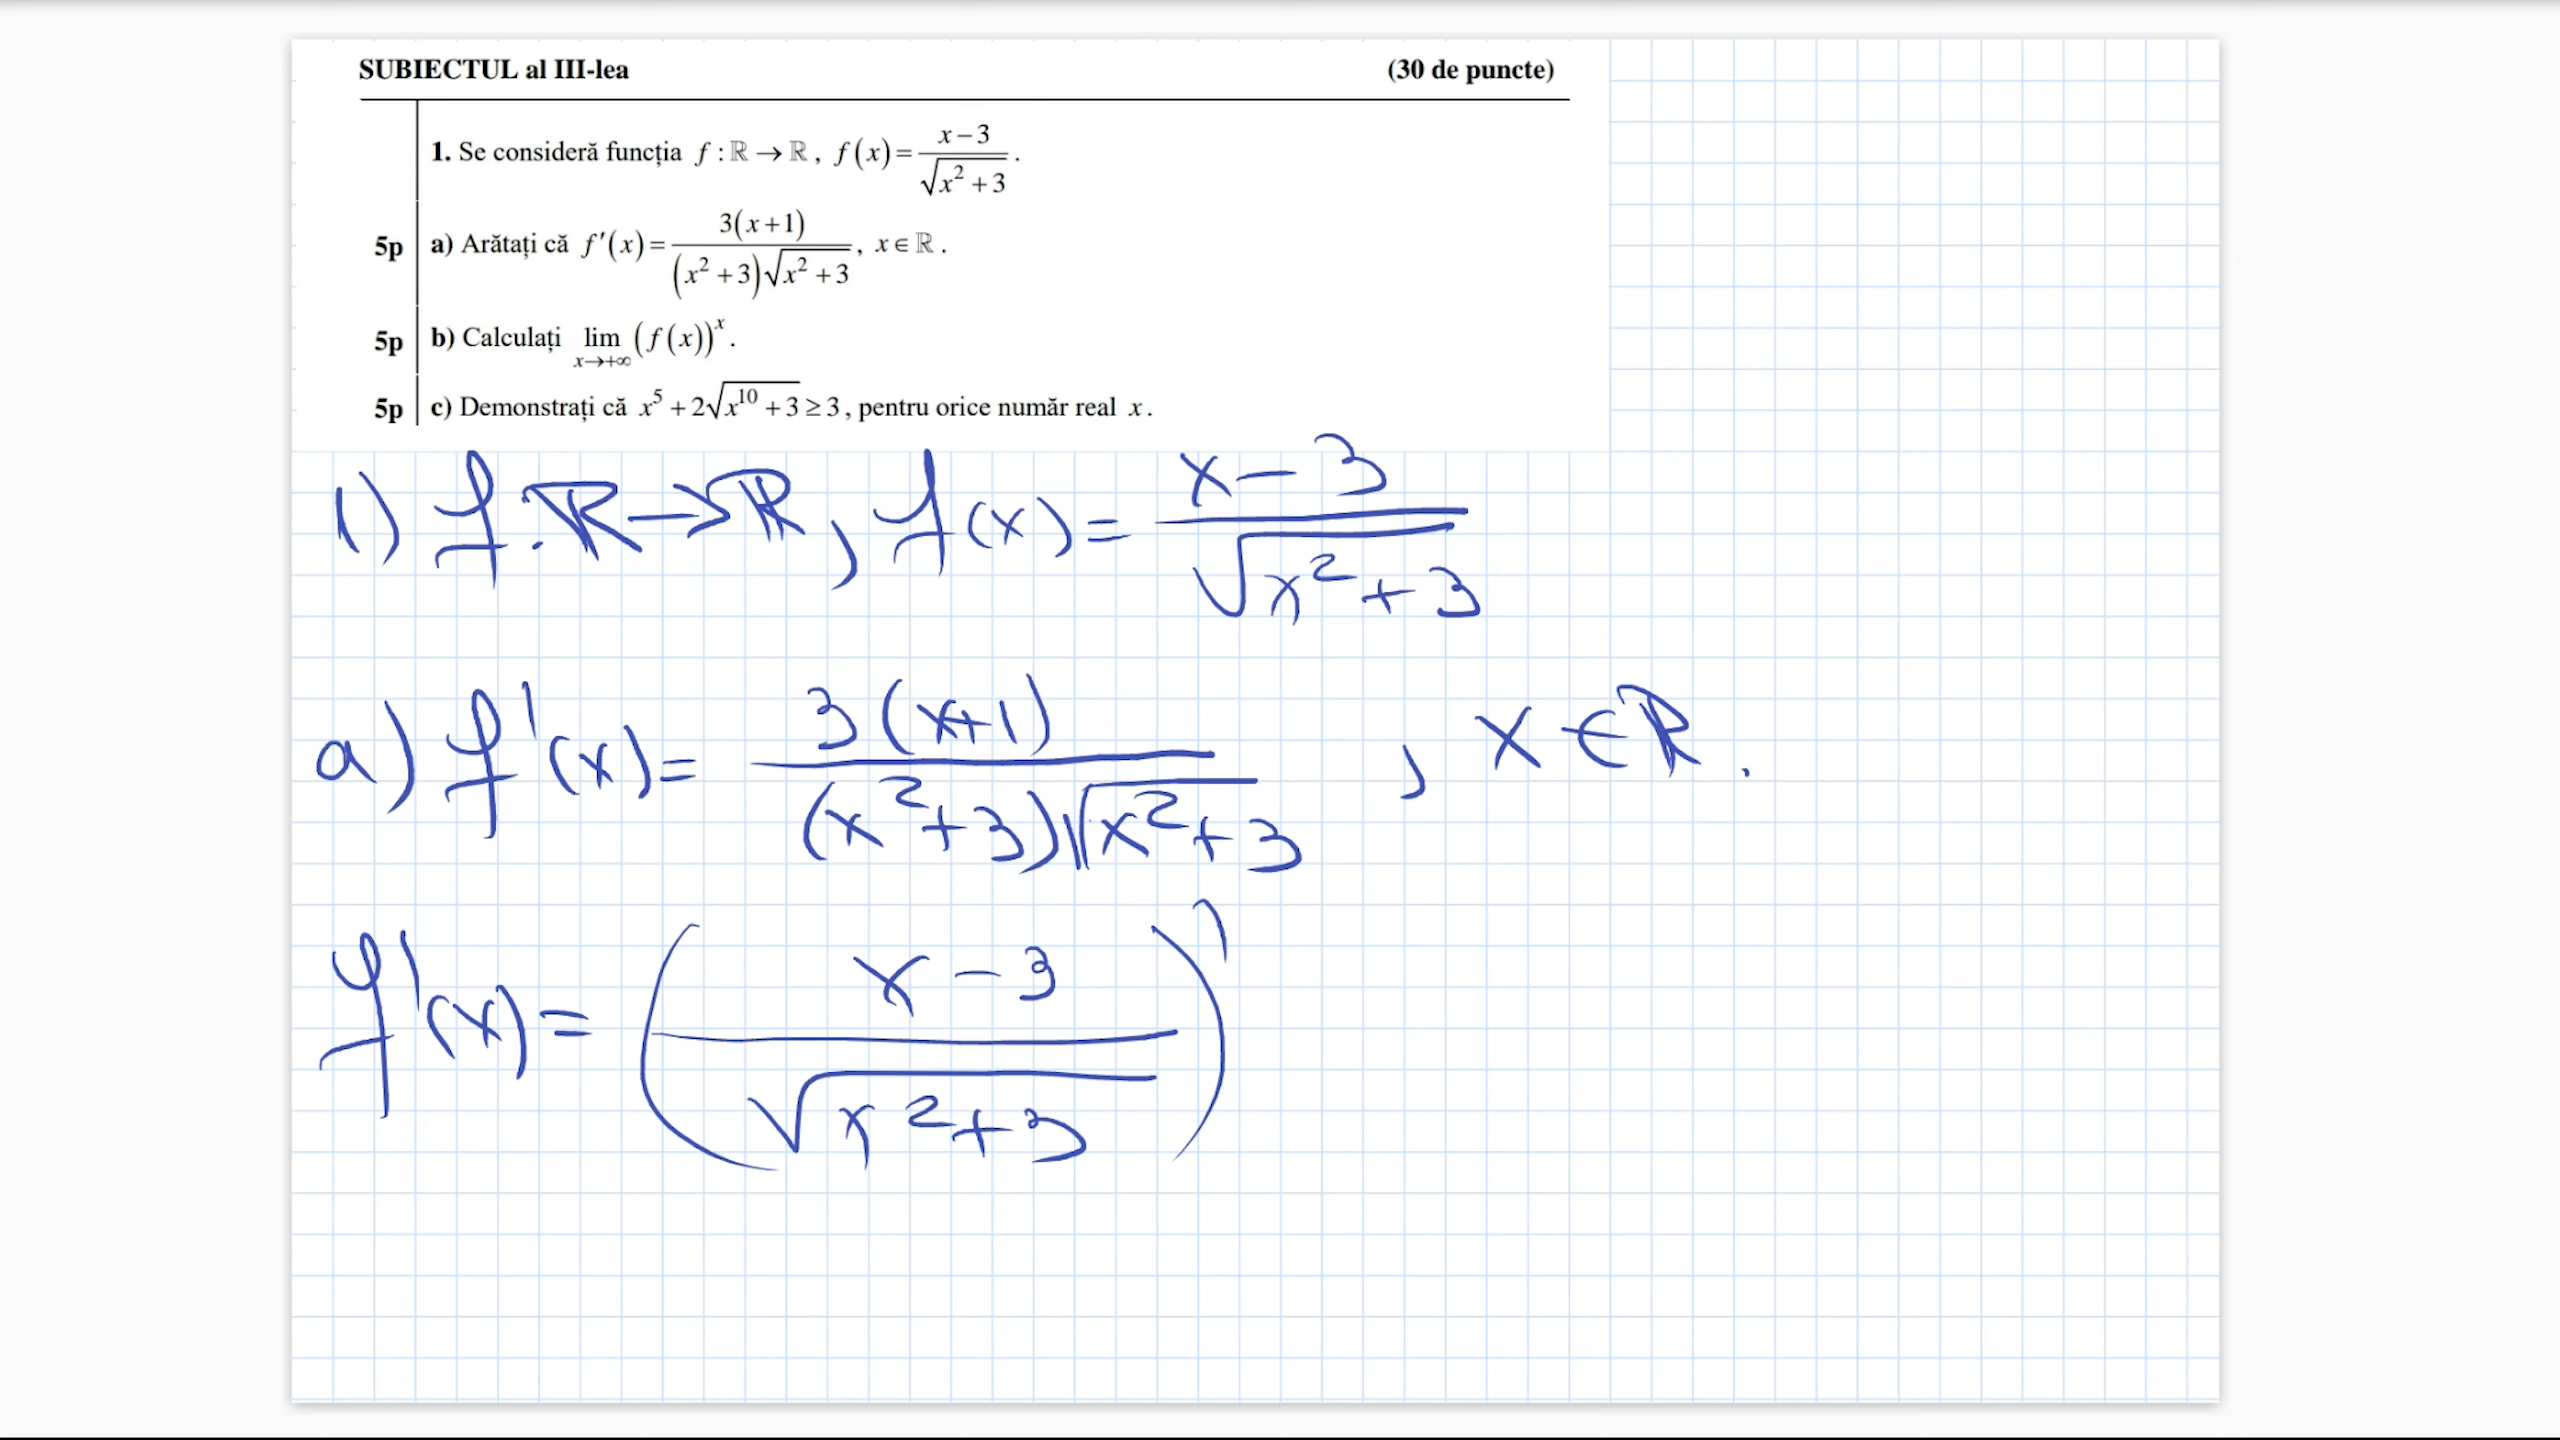 SUBIECTUL al III-lea (30 de puncte)
1. Se consideră funcția f : ℝ → ℝ, f(x) = (x−3)/√(x²+3).
5p a) Arătați că f′(x) = 3(x+1)/((x²+3)√(x²+3)), x∈ℝ.
5p b) Calculați lim x→+∞ (f(x))ˣ.
5p c) Demonstrați că x⁵ + 2√(x¹⁰+3) ≥ 3, pentru orice număr real x.
1) f : ℝ → ℝ, f(x) = (x−3)/√(x²+3)
a) f′(x) = 3(x+1)/((x²+3)√(x²+3)), x∈ℝ.
f′(x) = ((x−3)/√(x²+3))′